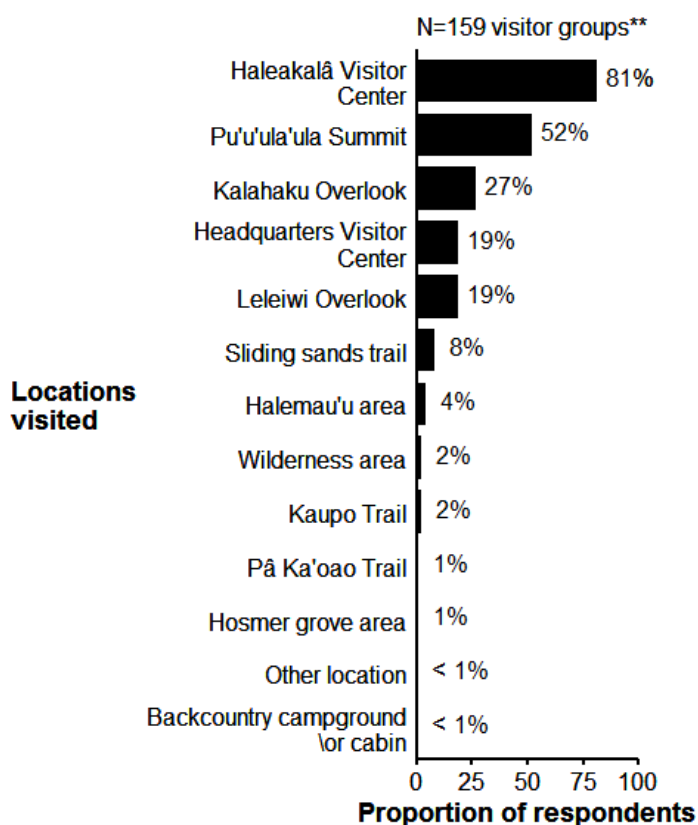 N=159 visitor groups**
Haleakalâ Visitor
Center
81%
Pu'u'ula'ula Summit
52%
Kalahaku Overlook
27%
Headquarters Visitor
Center
19%
Leleiwi Overlook
19%
Sliding sands trail
8%
Locations
visited
Halemau'u area
4%
Wilderness area
2%
Kaupo Trail
2%
Pâ Ka'oao Trail
1%
Hosmer grove area
1%
Other location
< 1%
Backcountry campground
\or cabin
< 1%
0 25 50 75 100
Proportion of respondents